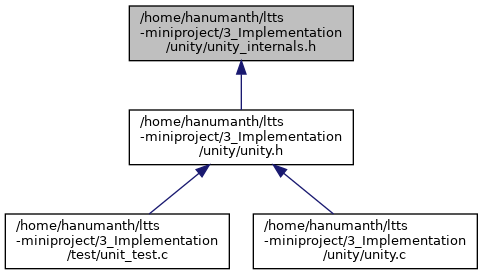 /home/hanumanth/ltts
-miniproject/3_Implementation
/unity/unity_internals.h
/home/hanumanth/ltts
-miniproject/3_Implementation
/unity/unity.h
/home/hanumanth/ltts
-miniproject/3_Implementation
/test/unit_test.c
/home/hanumanth/ltts
-miniproject/3_Implementation
/unity/unity.c